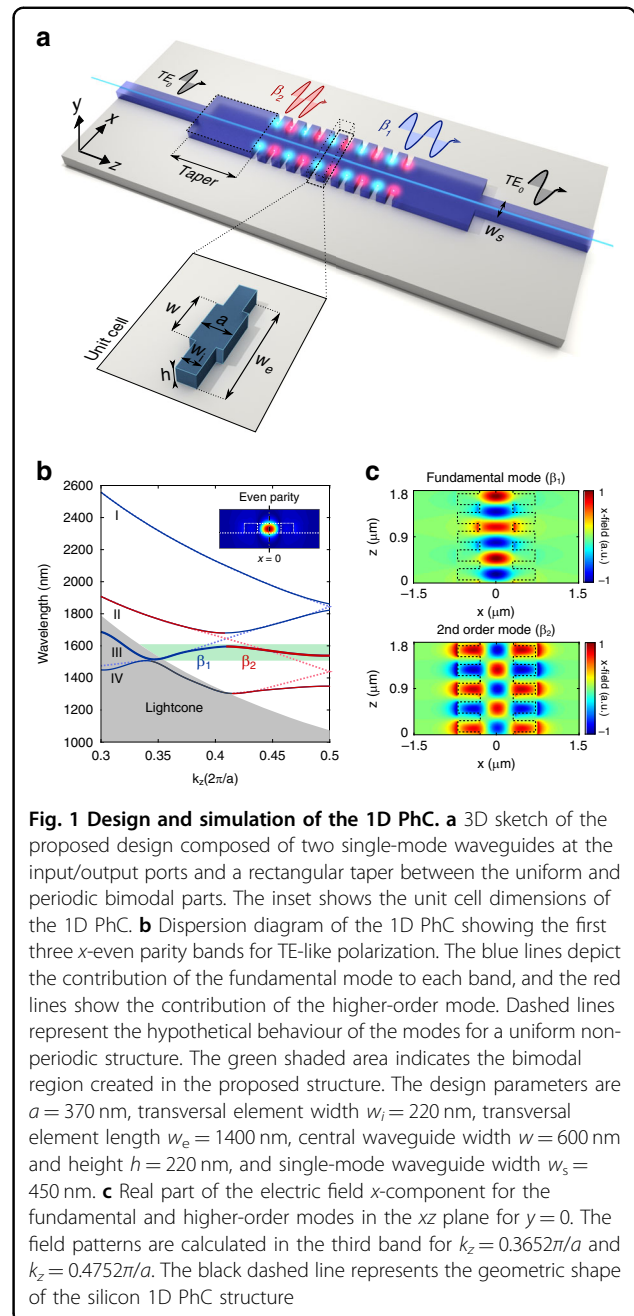 a
TE₀
β₂
β₁
TE₀
y
x
z
Taper
wₛ
Unit cell
w
a
wᵢ
wₑ
h
b
Even parity
x = 0
2600
2400
2200
2000
1800
1600
1400
1200
1000
Wavelength (nm)
I
II
III
IV
β₁
β₂
Lightcone
0.3
0.35
0.4
0.45
0.5
k_z(2π/a)
c
Fundamental mode (β₁)
1.8
0.9
0
z (μm)
−1.5
0
1.5
x (μm)
1
−1
x-field (a.u.)
2nd order mode (β₂)
1.8
0.9
0
z (μm)
−1.5
0
1.5
x (μm)
1
−1
x-field (a.u.)
Fig. 1 Design and simulation of the 1D PhC. a 3D sketch of the
proposed design composed of two single-mode waveguides at the
input/output ports and a rectangular taper between the uniform and
periodic bimodal parts. The inset shows the unit cell dimensions of
the 1D PhC. b Dispersion diagram of the 1D PhC showing the first
three x-even parity bands for TE-like polarization. The blue lines depict
the contribution of the fundamental mode to each band, and the red
lines show the contribution of the higher-order mode. Dashed lines
represent the hypothetical behaviour of the modes for a uniform non-
periodic structure. The green shaded area indicates the bimodal
region created in the proposed structure. The design parameters are
a = 370 nm, transversal element width wᵢ = 220 nm, transversal
element length wₑ = 1400 nm, central waveguide width w = 600 nm
and height h = 220 nm, and single-mode waveguide width wₛ =
450 nm. c Real part of the electric field x-component for the
fundamental and higher-order modes in the xz plane for y = 0. The
field patterns are calculated in the third band for k_z = 0.3652π/a and
k_z = 0.4752π/a. The black dashed line represents the geometric shape
of the silicon 1D PhC structure